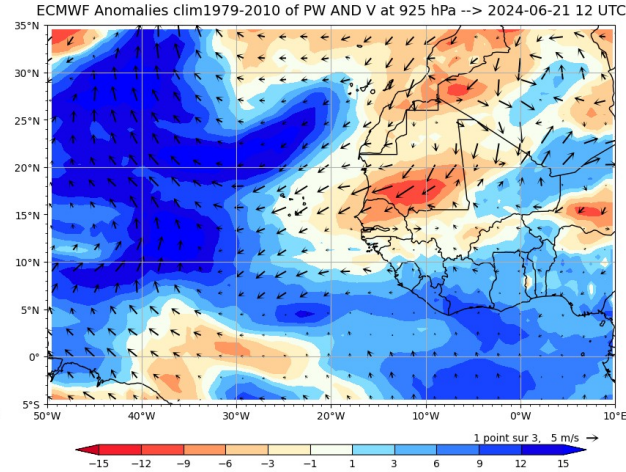 ECMWF Anomalies clim1979-2010 of PW AND V at 925 hPa --> 2024-06-21 12 UTC
35°N
30°N
25°N
20°N
15°N
10°N
5°N
0°
5°S
50°W 40°W 30°W 20°W 10°W 0°W 10°E
1 point sur 3, 5 m/s
−15 −12 −9 −6 −3 −1 1 3 6 9 12 15